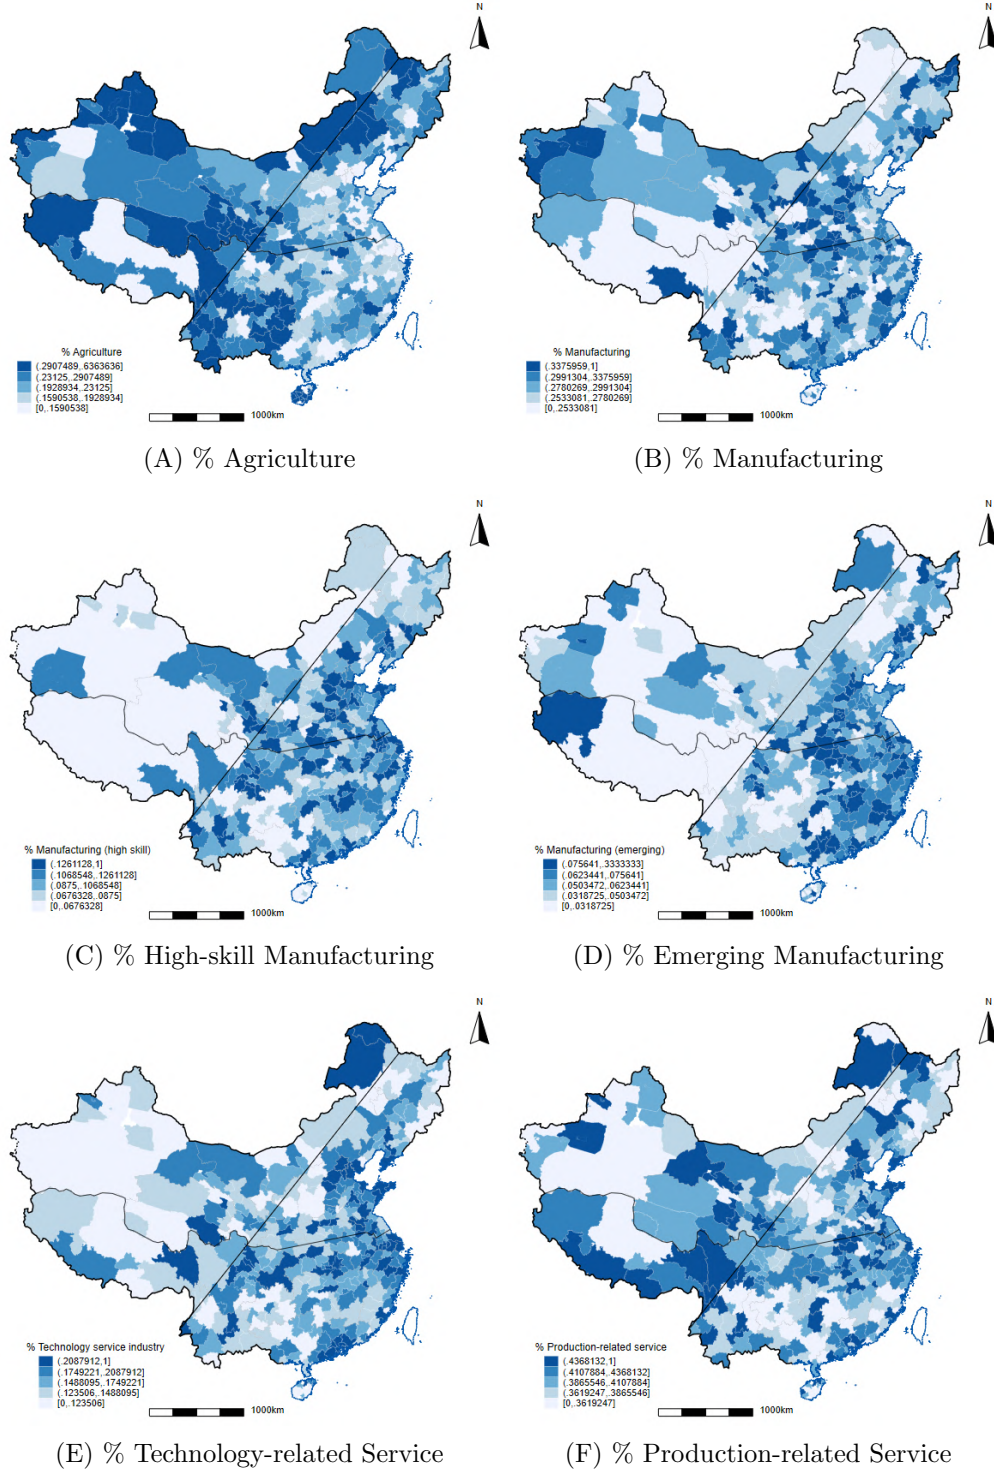 N
% Agriculture
(.2907489,.6363636]
(.23125,.2907489]
(.1928934,.23125]
(.1590538,.1928934]
[0,.1590538]
1000km
(A) % Agriculture
N
% Manufacturing
(.3375959,1]
(.2991304,.3375959]
(.2780269,.2991304]
(.2533081,.2780269]
[0,.2533081]
1000km
(B) % Manufacturing
N
% Manufacturing (high skill)
(.1261128,1]
(.1068548,.1261128]
(.0875,.1068548]
(.0676328,.0875]
[0,.0676328]
1000km
(C) % High-skill Manufacturing
N
% Manufacturing (emerging)
(.075641,.3333333]
(.0623441,.075641]
(.0503472,.0623441]
(.0318725,.0503472]
[0,.0318725]
1000km
(D) % Emerging Manufacturing
N
% Technology service industry
(.2087912,1]
(.1749221,.2087912]
(.1488095,.1749221]
(.123506,.1488095]
[0,.123506]
1000km
(E) % Technology-related Service
N
% Production-related service
(.4368132,1]
(.4107884,.4368132]
(.3865546,.4107884]
(.3619247,.3865546]
[0,.3619247]
1000km
(F) % Production-related Service